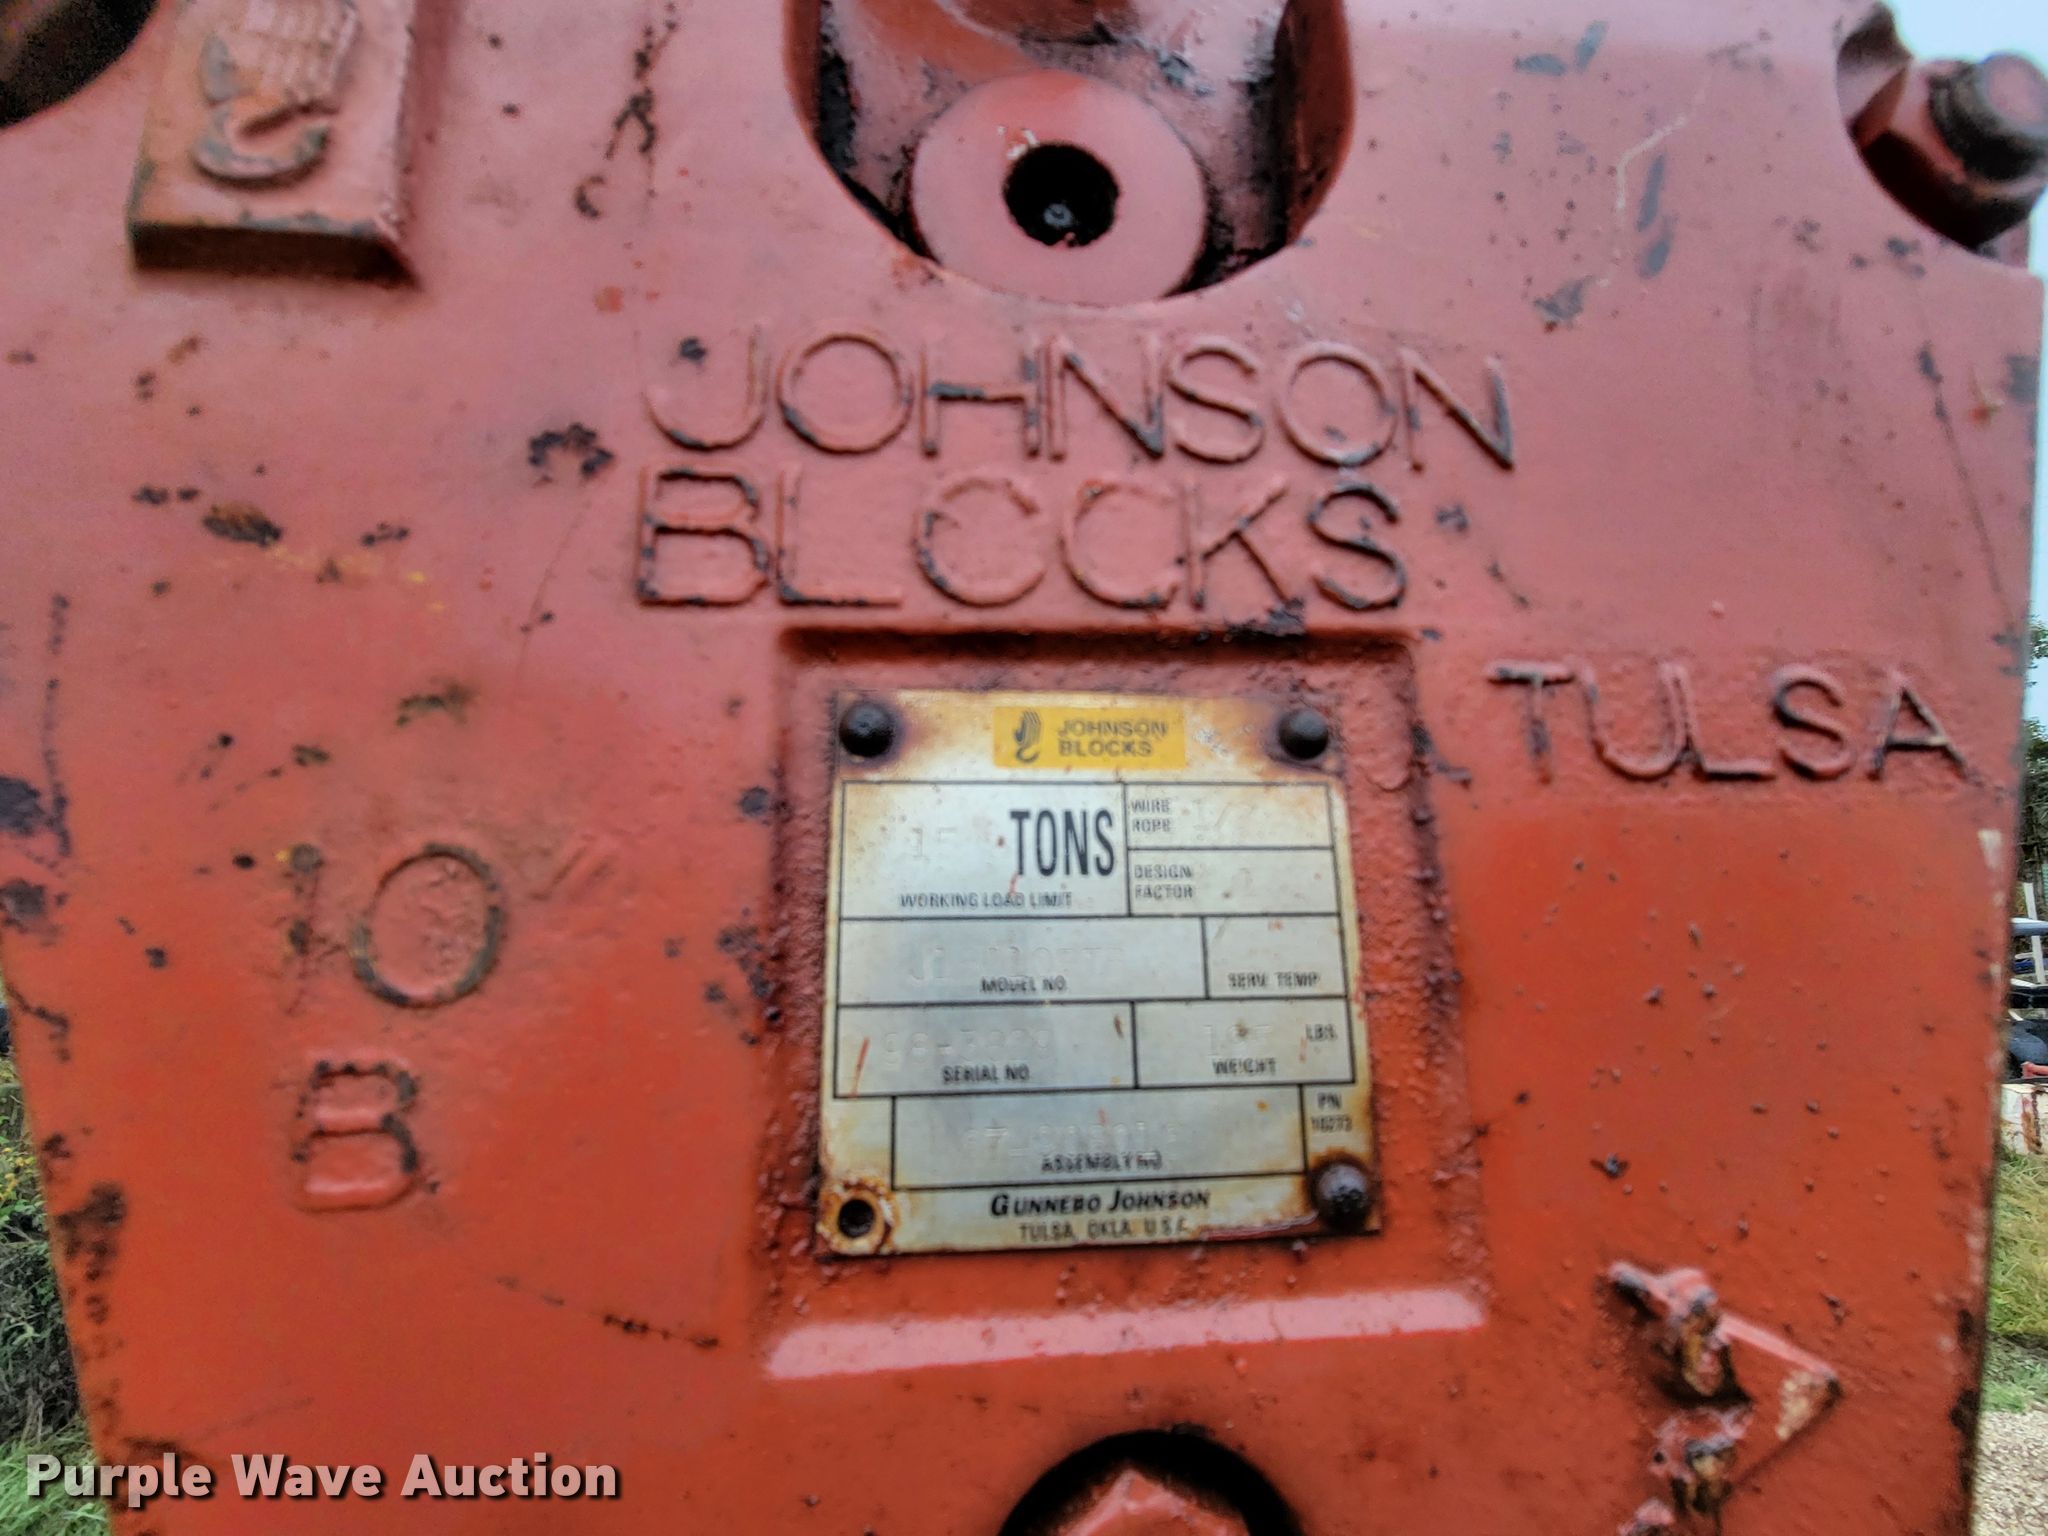 JOHNSON
BLOCKS
TULSA
10"
B
JOHNSON
BLOCKS
TONS
WORKING LOAD LIMIT
WIRE
ROPE
DESIGN
FACTOR
MODEL NO.
SERV. TEMP
SERIAL NO.
LBS.
WEIGHT
ASSEMBLY NO.
PN
GUNNEBO JOHNSON
TULSA, OKLA. U.S.A.
Purple Wave Auction